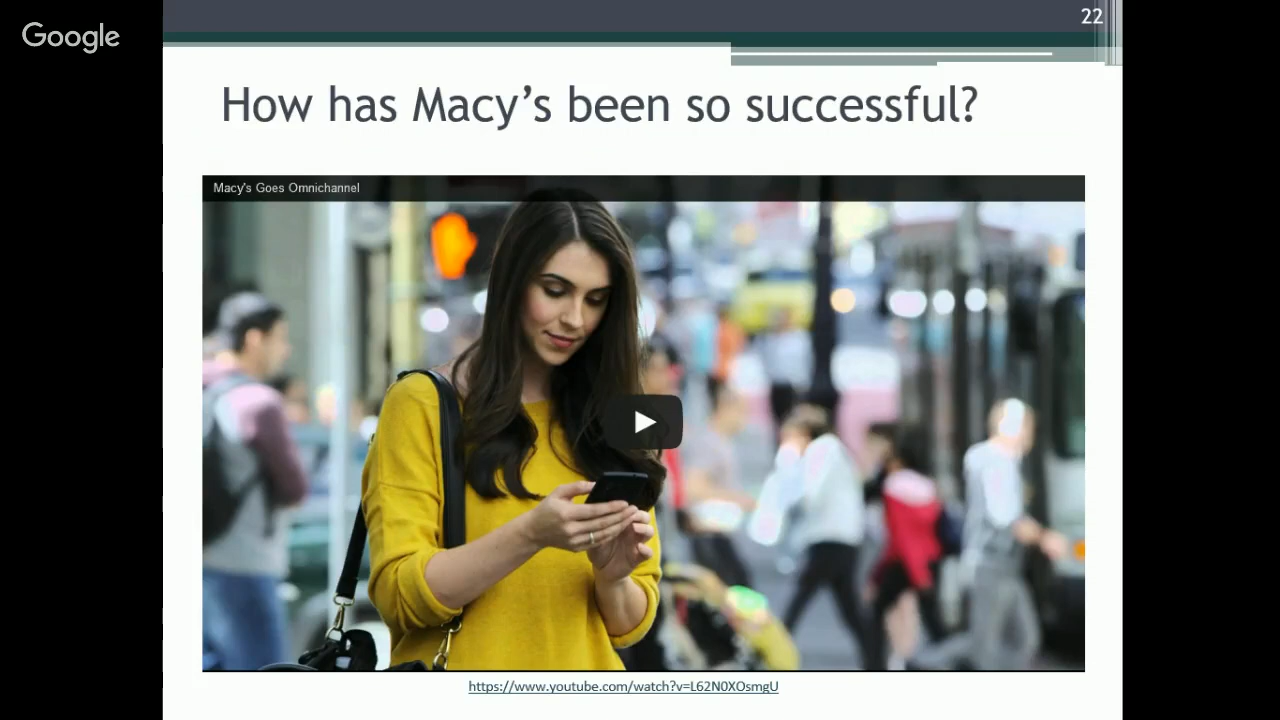 Google
22
How has Macy's been so successful?
Macy's Goes Omnichannel
https://www.youtube.com/watch?v=L62N0XOsmgU